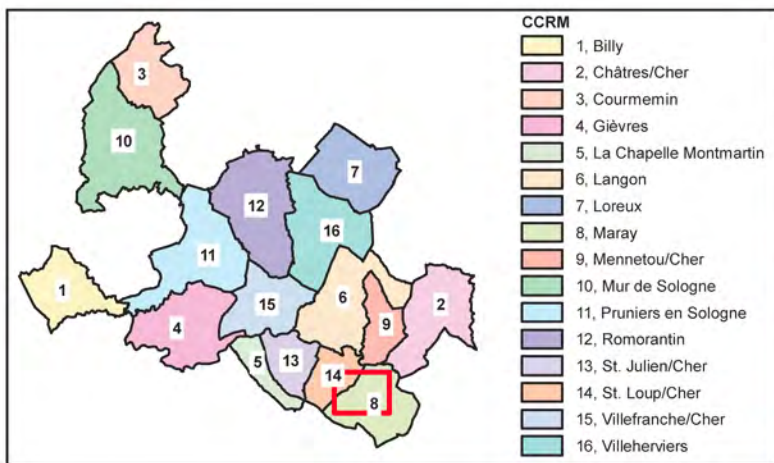 CCRM
1, Billy
2, Châtres/Cher
3, Courmemin
4, Gièvres
5, La Chapelle Montmartin
6, Langon
7, Loreux
8, Maray
9, Mennetou/Cher
10, Mur de Sologne
11, Pruniers en Sologne
12, Romorantin
13, St. Julien/Cher
14, St. Loup/Cher
15, Villefranche/Cher
16, Villeherviers
3
10
7
12
16
11
1
2
15
6
4
9
5
13
14
8